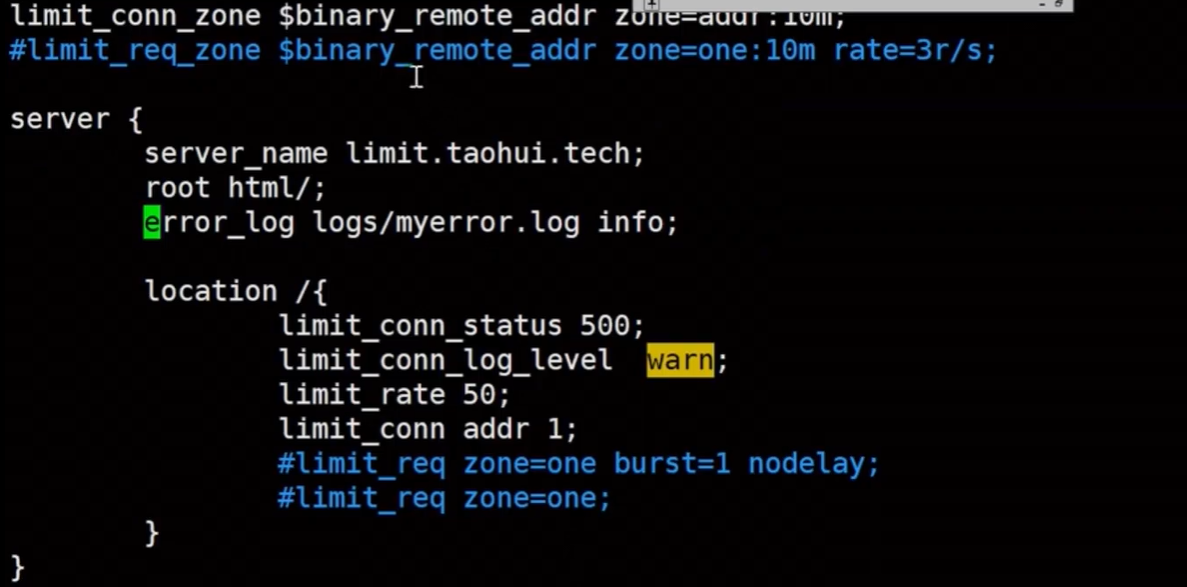 limit_conn_zone $binary_remote_addr zone=addr:10m;
#limit_req_zone $binary_remote_addr zone=one:10m rate=3r/s;
server {
server_name limit.taohui.tech;
root html/;
error_log logs/myerror.log info;
location /{
limit_conn_status 500;
limit_conn_log_level warn;
limit_rate 50;
limit_conn addr 1;
#limit_req zone=one burst=1 nodelay;
#limit_req zone=one;
}
}